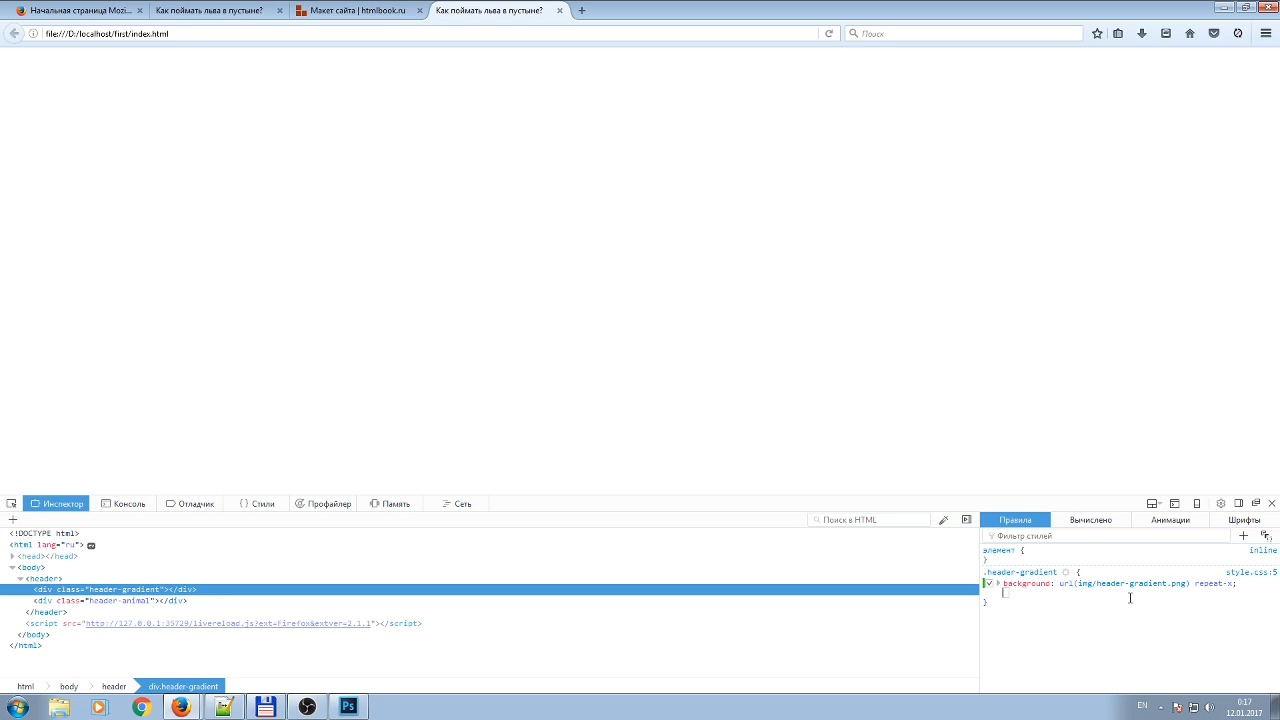 Начальная страница Mozi...
Как поймать льва в пустыне?
Макет сайта | htmlbook.ru
Как поймать льва в пустыне?
file:///D:/localhost/first/index.html
Поиск
Инспектор
Консоль
Отладчик
{ } Стили
Профайлер
Память
Сеть
Поиск в HTML
Правила
Вычислено
Анимации
Шрифты
<!DOCTYPE html>
<html lang="ru">
<head></head>
<body>
<header>
<div class="header-gradient"></div>
<div class="header-animal"></div>
</header>
<script src="http://127.0.0.1:35729/livereload.js?ext=Firefox&extver=2.1.1"></script>
</body>
</html>
Фильтр стилей
элемент {
inline
}
.header-gradient {
style.css:5
background: url(img/header-gradient.png) repeat-x;
}
html
body
header
div.header-gradient
Ps
EN
0:17
12.01.2017